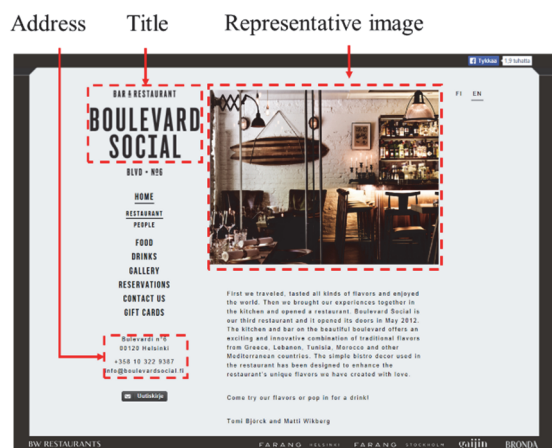 Address Title Representative image
Tykkää 1.9 tuhatta
BAR & RESTAURANT
BOULEVARD
SOCIAL
BLVD • Nº6
FI EN
HOME
RESTAURANT
PEOPLE
FOOD
DRINKS
GALLERY
RESERVATIONS
CONTACT US
GIFT CARDS
Bulevardi n°6
00120 Helsinki
+358 10 322 9387
info@boulevardsocial.fi
Uutiskirje
First we traveled, tasted all kinds of flavors and enjoyed
the world. Then we brought our experiences together in
the kitchen and opened a restaurant. Boulevard Social is
our third restaurant and it opened its doors in May 2012.
The kitchen and bar on the beautiful boulevard offers an
exciting and innovative combination of traditional flavors
from Greece, Lebanon, Tunisia, Morocco and other
Mediterranean countries. The simple bistro decor used in
the restaurant has been designed to enhance the
restaurant's unique flavors we have created with love.
Come try our flavors or pop in for a drink!
Tomi Björck and Matti Wikberg
BW RESTAURANTS FARANG HELSINKI FARANG STOCKHOLM gaijin BRONDA